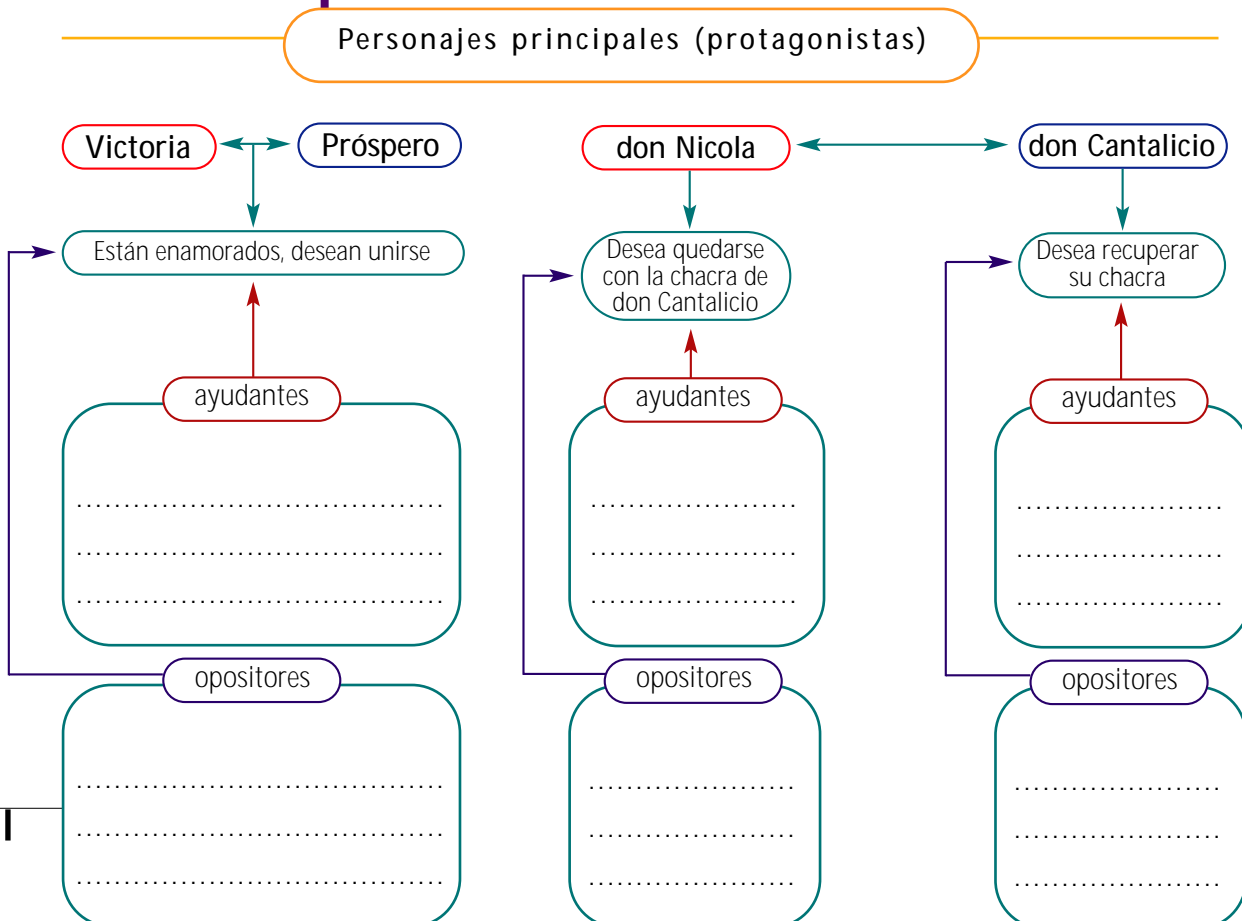 Personajes principales (protagonistas)
Victoria
Próspero
don Nicola
don Cantalicio
Están enamorados, desean unirse
Desea quedarse
con la chacra de
don Cantalicio
Desea recuperar
su chacra
ayudantes
ayudantes
ayudantes
opositores
opositores
opositores